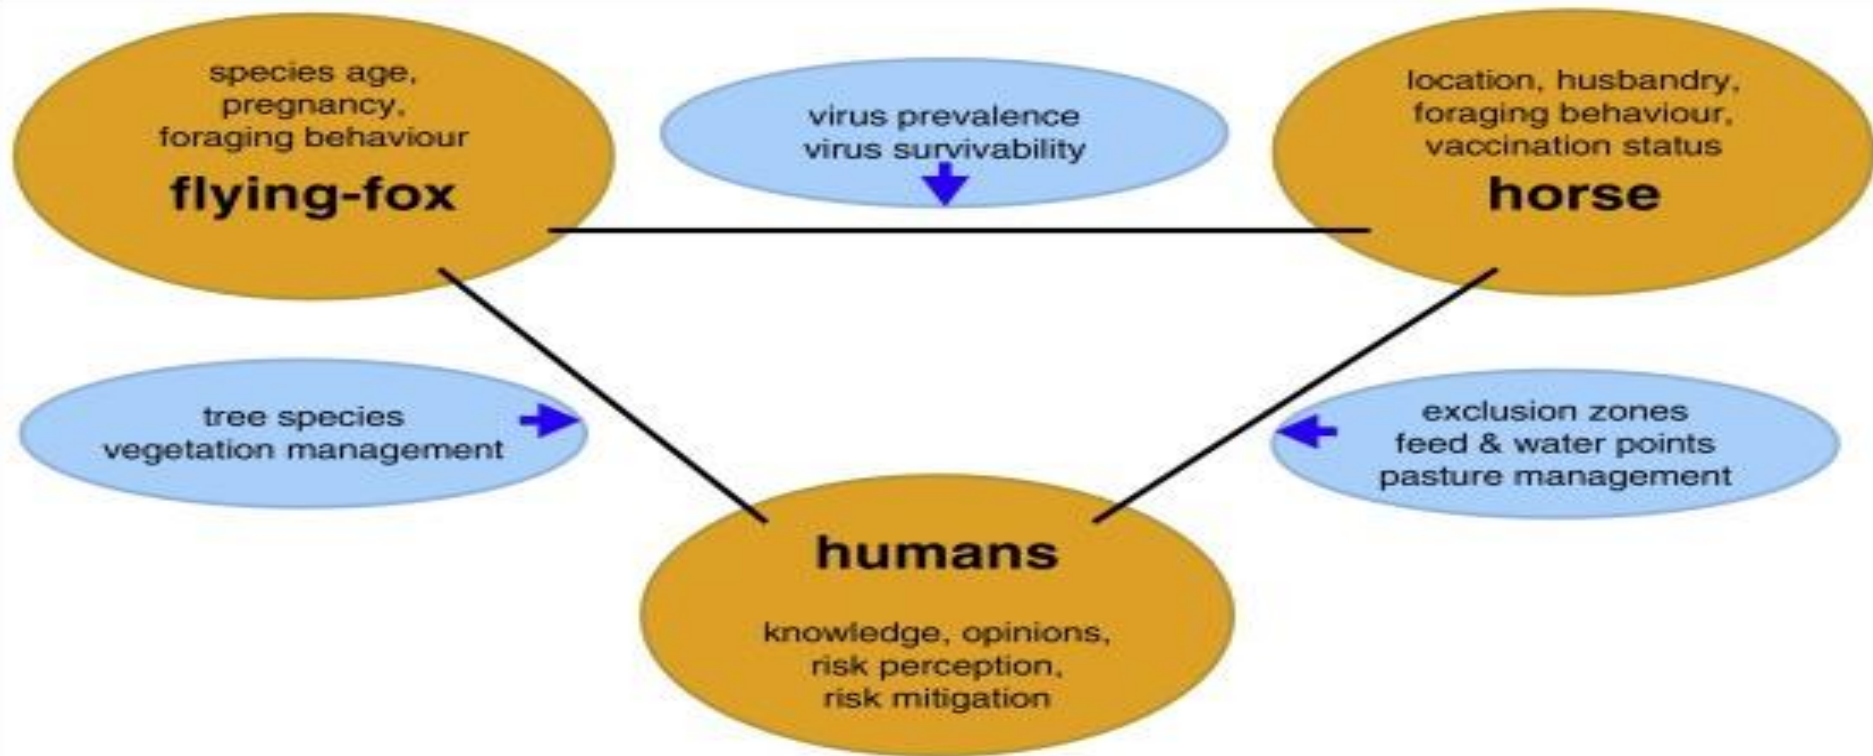 species age,
pregnancy,
foraging behaviour
flying-fox
virus prevalence
virus survivability
location, husbandry,
foraging behaviour,
vaccination status
horse
tree species
vegetation management
exclusion zones
feed & water points
pasture management
humans
knowledge, opinions,
risk perception,
risk mitigation